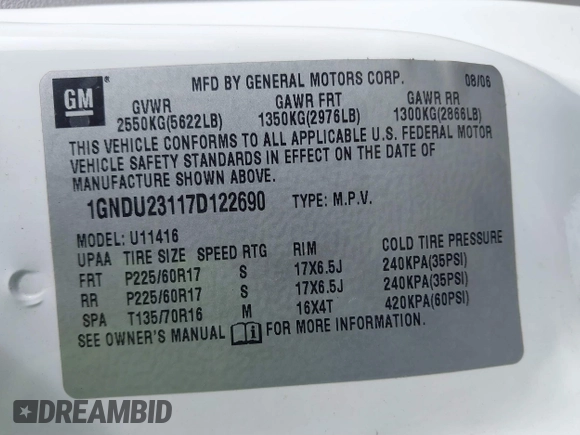 GM
®
MFD BY GENERAL MOTORS CORP. 08/06
GVWR GAWR FRT GAWR RR
2550KG(5622LB) 1350KG(2976LB) 1300KG(2866LB)
THIS VEHICLE CONFORMS TO ALL APPLICABLE U.S. FEDERAL MOTOR
VEHICLE SAFETY STANDARDS IN EFFECT ON THE DATE OF
MANUFACTURE SHOWN ABOVE.
1GNDU23117D122690 TYPE: M.P.V.
MODEL: U11416
UPAA TIRE SIZE SPEED RTG RIM COLD TIRE PRESSURE
FRT P225/60R17 S 17X6.5J 240KPA(35PSI)
RR P225/60R17 S 17X6.5J 240KPA(35PSI)
SPA T135/70R16 M 16X4T 420KPA(60PSI)
SEE OWNER'S MANUAL i FOR MORE INFORMATION.
DREAMBID